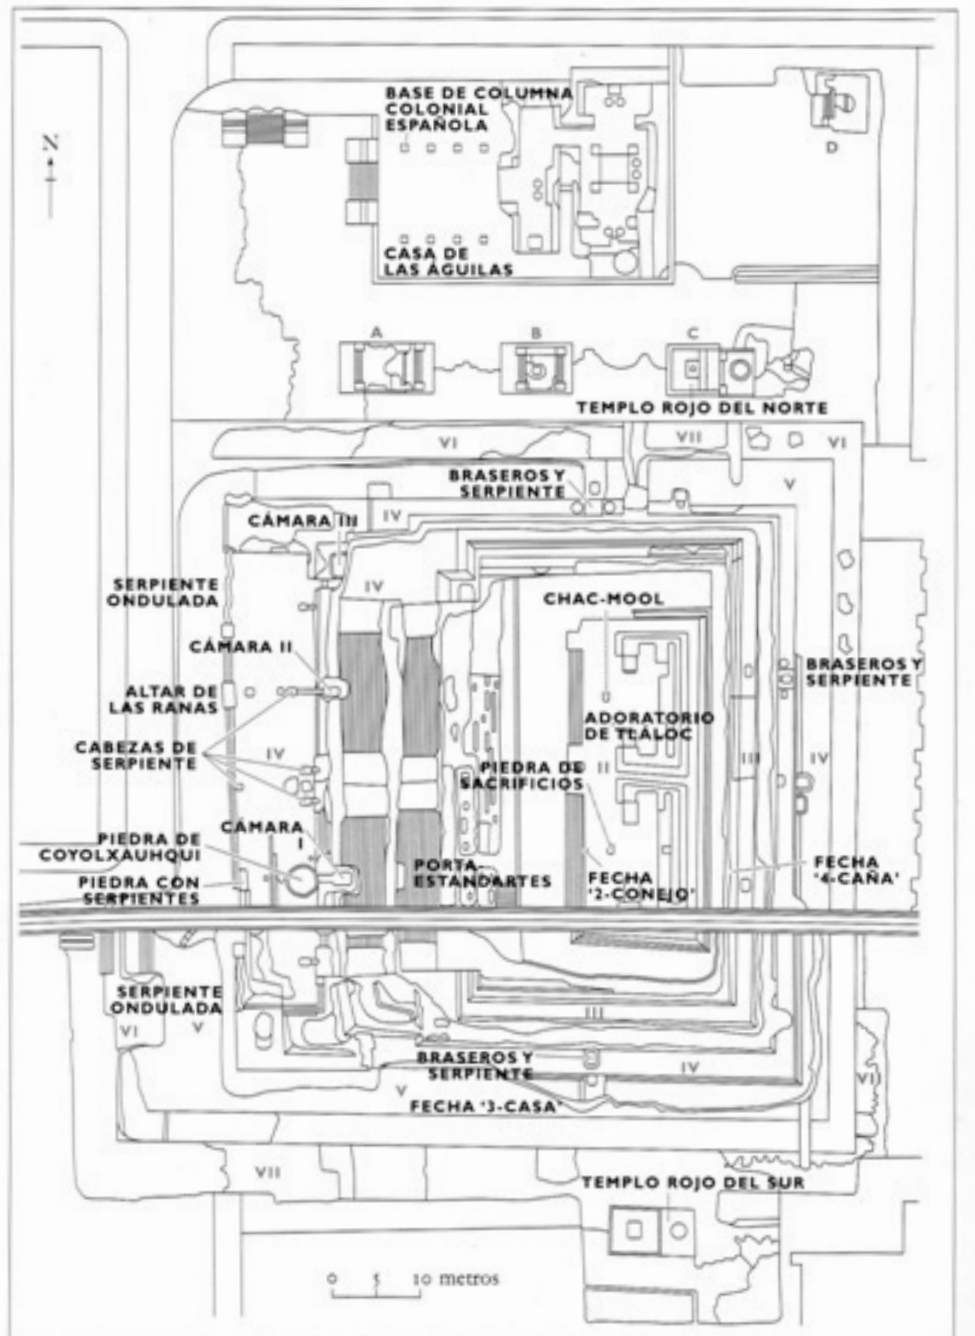 BASE DE COLUMNA
COLONIAL
ESPAÑOLA
N
D
CASA DE
LAS ÁGUILAS
A
B
C
TEMPLO ROJO DEL NORTE
VI
VII
VI
BRASEROS Y
SERPIENTE
V
CÁMARA III
IV
SERPIENTE
ONDULADA
IV
CHAC-MOOL
CÁMARA II
BRASEROS Y
SERPIENTE
ALTAR DE
LAS RANAS
ADORATORIO
DE TLÁLOC
CABEZAS DE
SERPIENTE
IV
PIEDRA DE
SACRIFICIOS
II
III
IV
CÁMARA
I
PIEDRA DE
COYOLXAUHQUI
PORTA-
ESTANDARTES
FECHA
'2-CONEJO'
FECHA
'4-CAÑA'
PIEDRA CON
SERPIENTES
SERPIENTE
ONDULADA
VI
V
III
BRASEROS Y
SERPIENTE
IV
V
VII
FECHA '3-CASA'
VII
TEMPLO ROJO DEL SUR
0 5 10 metros